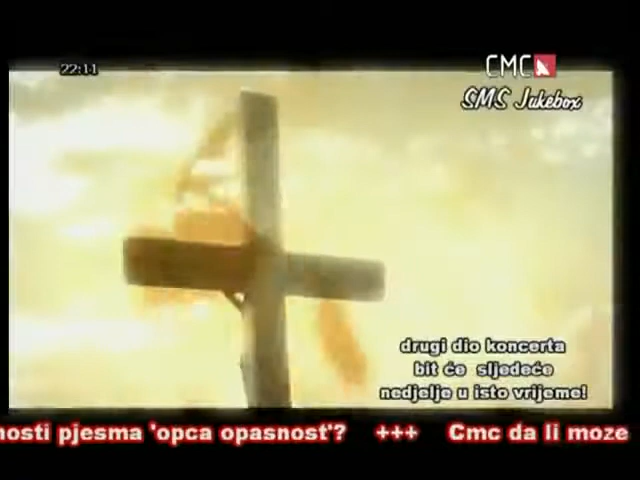 22:11
CMC
SMS Jukebox
drugi dio koncerta
bit će sljedeće
nedjelje u isto vrijeme!
nosti pjesma 'opca opasnost'? +++ Cmc da li moze